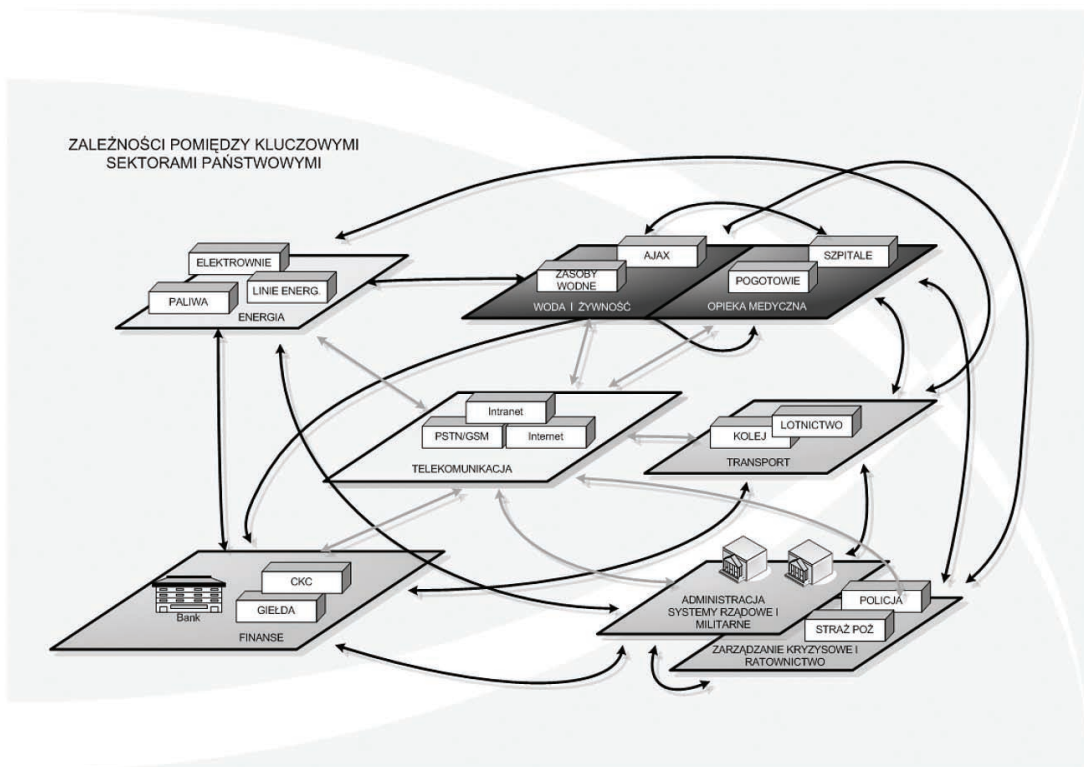 ZALEŻNOŚCI POMIĘDZY KLUCZOWYMI
SEKTORAMI PAŃSTWOWYMI
ELEKTROWNIE
LINIE ENERG.
PALIWA
ENERGIA
AJAX
ZASOBY
WODNE
WODA I ŻYWNOŚĆ
SZPITALE
POGOTOWIE
OPIEKA MEDYCZNA
Intranet
PSTN/GSM
Internet
TELEKOMUNIKACJA
LOTNICTWO
KOLEJ
TRANSPORT
CKC
GIEŁDA
Bank
FINANSE
ADMINISTRACJA
SYSTEMY RZĄDOWE I
MILITARNE
POLICJA
STRAŻ POŻ
ZARZĄDZANIE KRYZYSOWE I
RATOWNICTWO